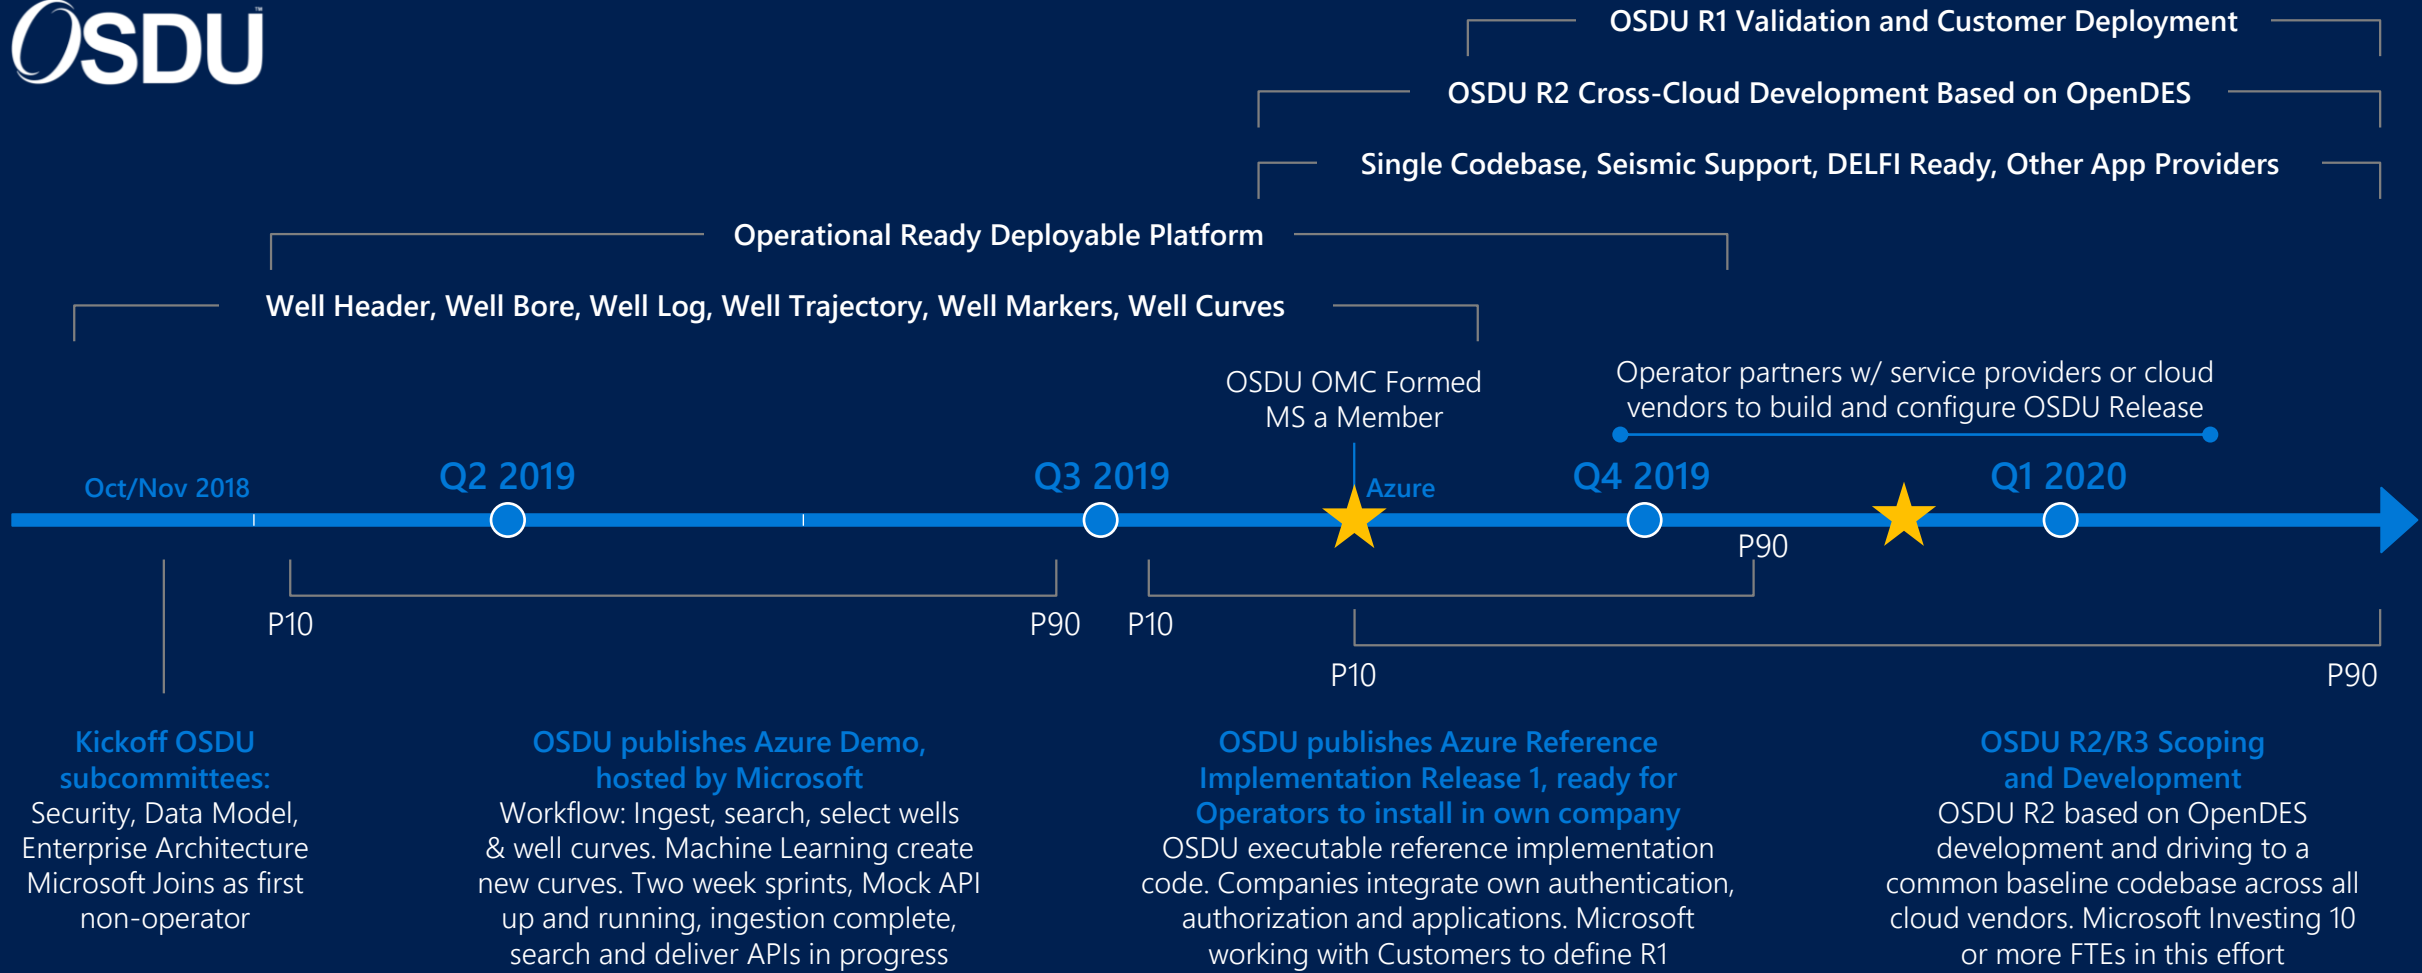 OSDU™
OSDU R1 Validation and Customer Deployment
OSDU R2 Cross-Cloud Development Based on OpenDES
Single Codebase, Seismic Support, DELFI Ready, Other App Providers
Operational Ready Deployable Platform
Well Header, Well Bore, Well Log, Well Trajectory, Well Markers, Well Curves
OSDU OMC Formed
MS a Member
Operator partners w/ service providers or cloud
vendors to build and configure OSDU Release
Oct/Nov 2018
Q2 2019
Q3 2019
Azure
Q4 2019
Q1 2020
P90
P10
P90
P10
P10
P90
Kickoff OSDU
subcommittees:
Security, Data Model,
Enterprise Architecture
Microsoft Joins as first
non-operator
OSDU publishes Azure Demo,
hosted by Microsoft
Workflow: Ingest, search, select wells
& well curves. Machine Learning create
new curves. Two week sprints, Mock API
up and running, ingestion complete,
search and deliver APIs in progress
OSDU publishes Azure Reference
Implementation Release 1, ready for
Operators to install in own company
OSDU executable reference implementation
code. Companies integrate own authentication,
authorization and applications. Microsoft
working with Customers to define R1
OSDU R2/R3 Scoping
and Development
OSDU R2 based on OpenDES
development and driving to a
common baseline codebase across all
cloud vendors. Microsoft Investing 10
or more FTEs in this effort